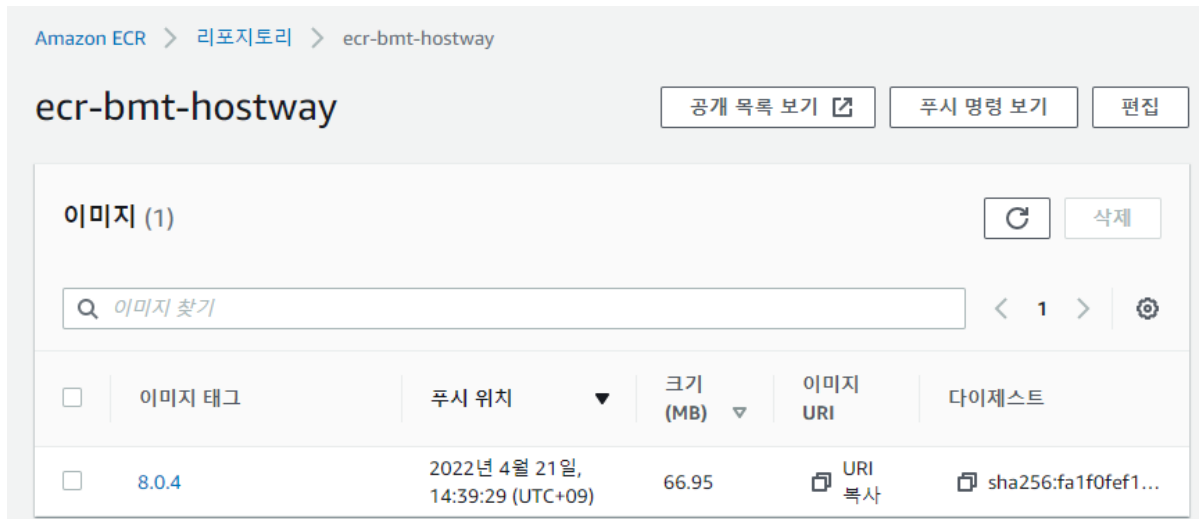 Amazon ECR > 리포지토리 > ecr-bmt-hostway
ecr-bmt-hostway
공개 목록 보기
푸시 명령 보기
편집
이미지 (1)
삭제
이미지 찾기
< 1 >
이미지 태그
푸시 위치
크기
(MB)
이미지
URI
다이제스트
8.0.4
2022년 4월 21일,
14:39:29 (UTC+09)
66.95
URI
복사
sha256:fa1f0fef1...